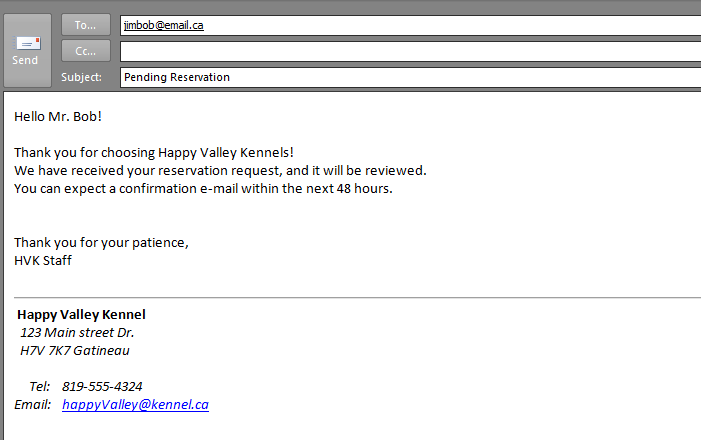 To...
jimbob@email.ca
Send
Cc...
Subject:
Pending Reservation
Hello Mr. Bob!
Thank you for choosing Happy Valley Kennels!
We have received your reservation request, and it will be reviewed.
You can expect a confirmation e-mail within the next 48 hours.
Thank you for your patience,
HVK Staff
Happy Valley Kennel
123 Main street Dr.
H7V 7K7 Gatineau
Tel: 819-555-4324
Email: happyValley@kennel.ca